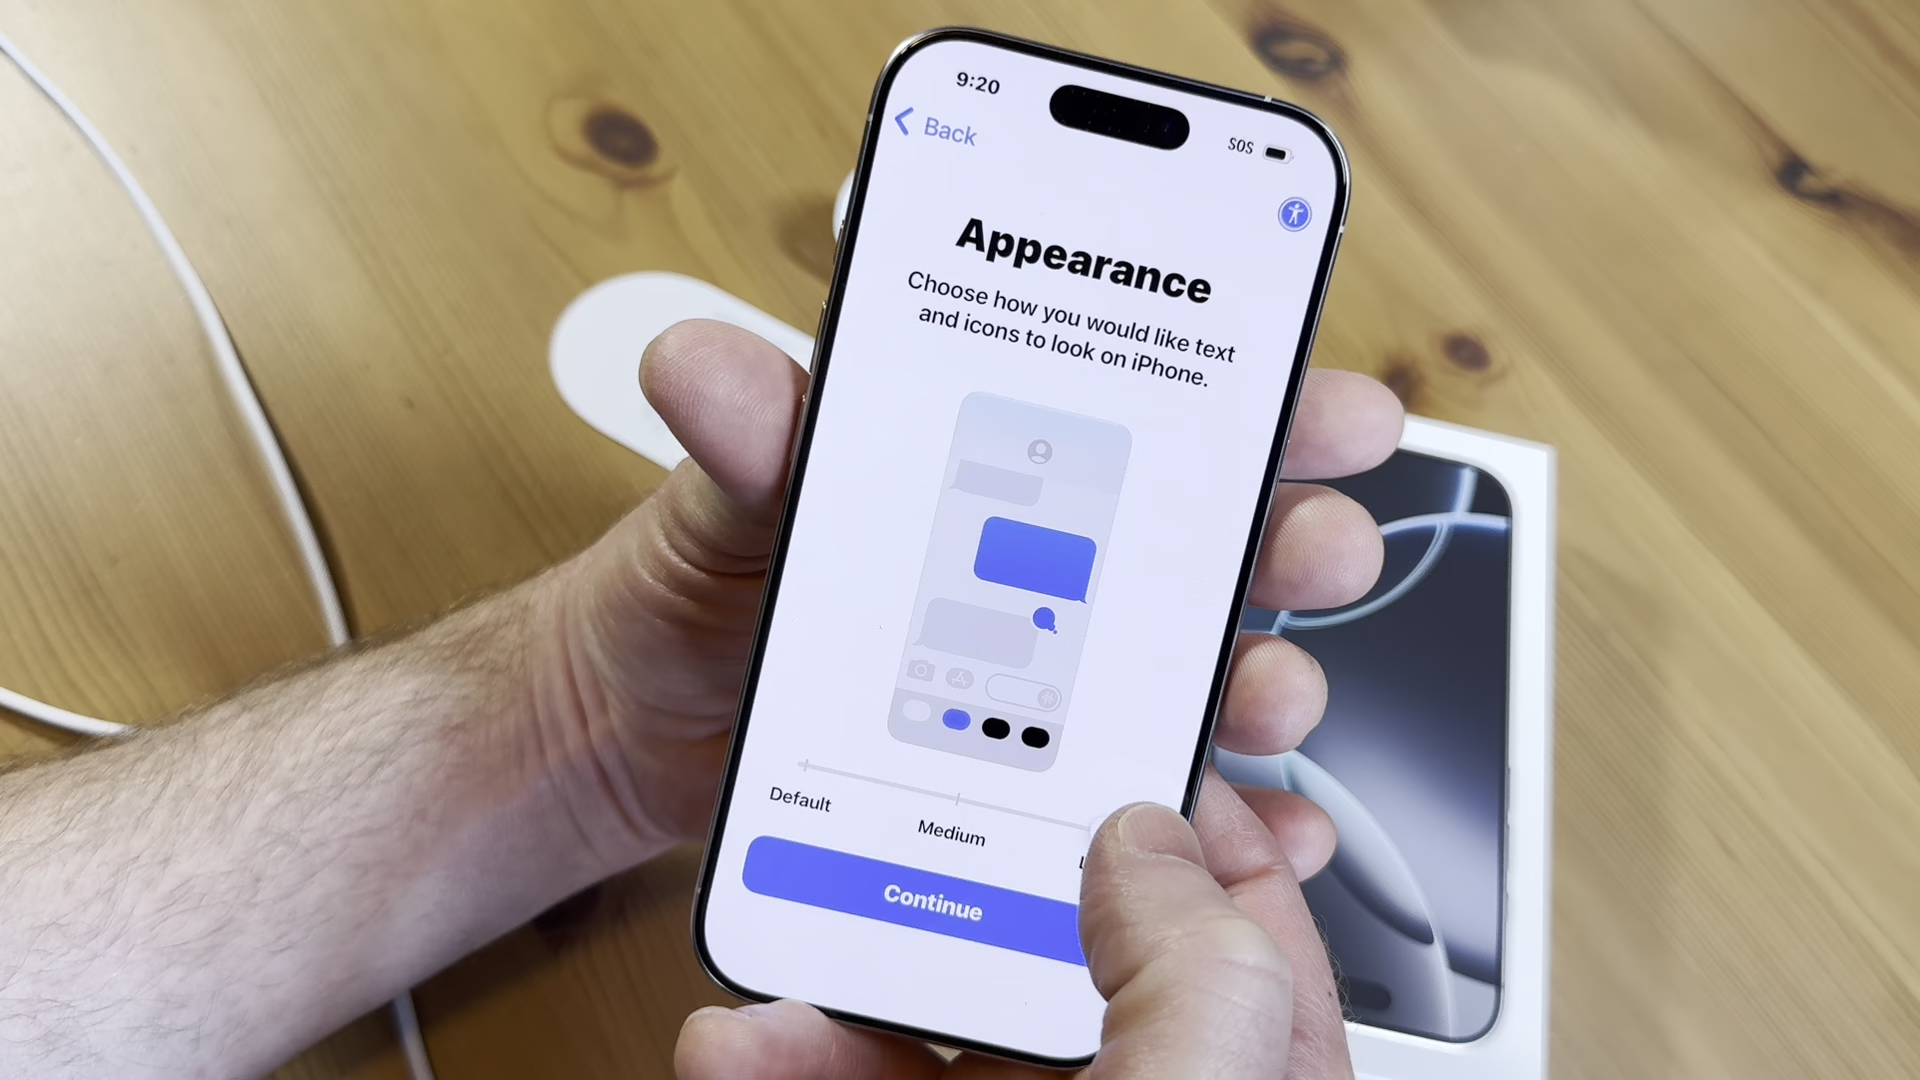 9:20
SOS
Back
Appearance
Choose how you would like text
and icons to look on iPhone.
Default
Medium
Continue